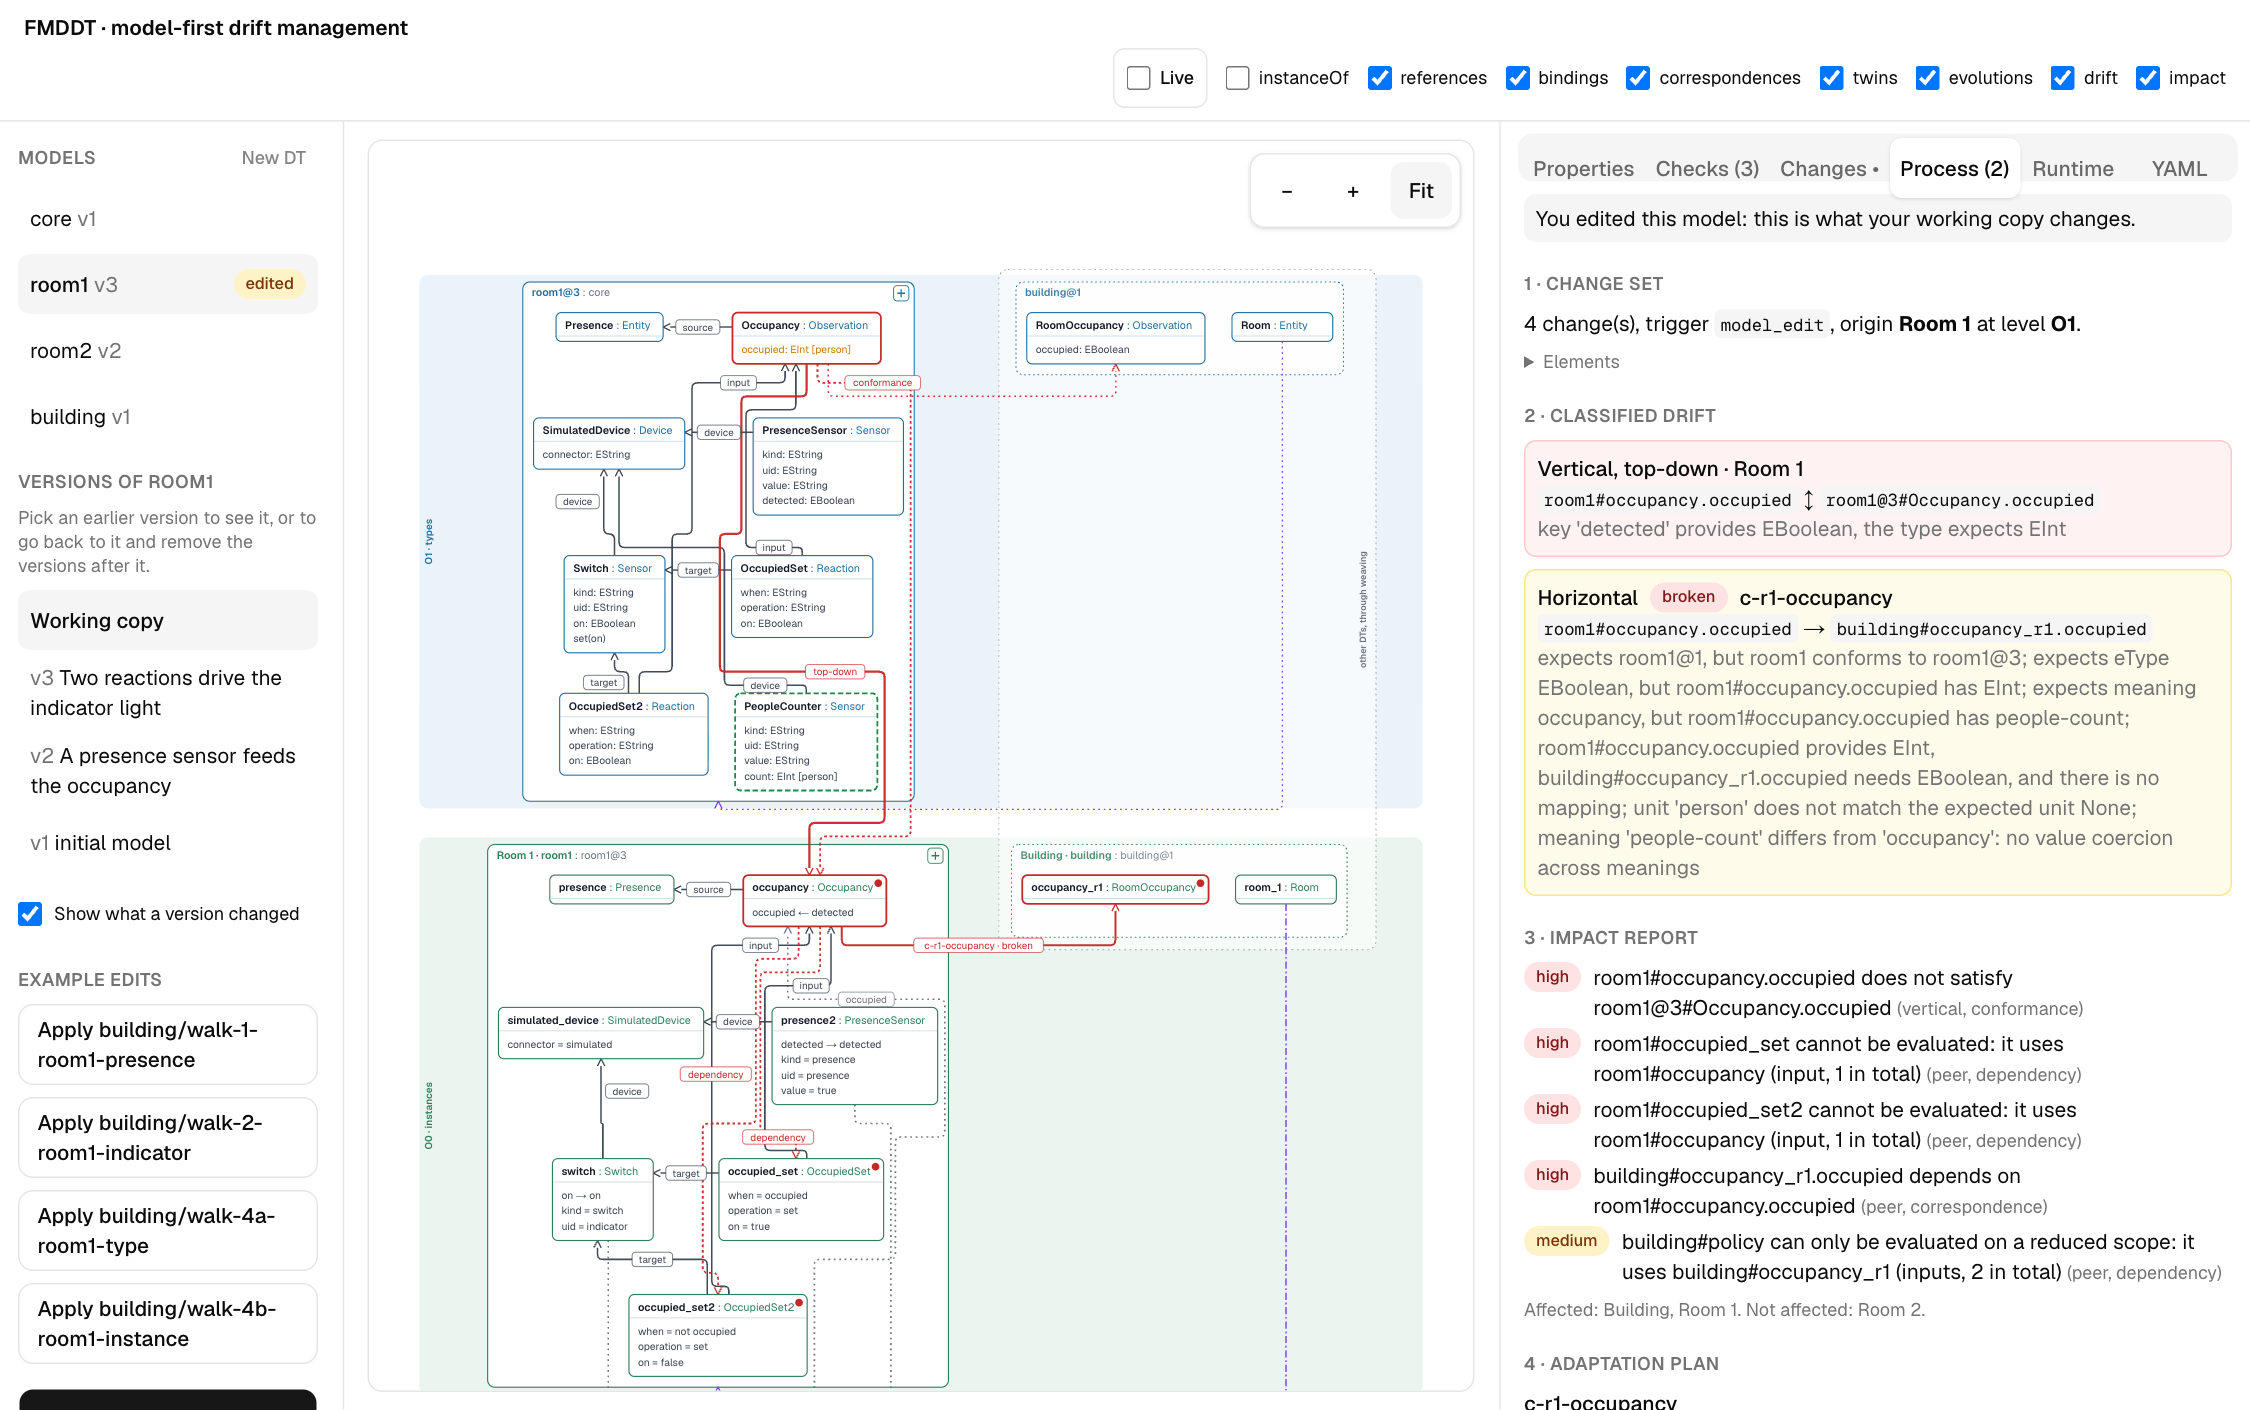 FMDDT · model-first drift management
Live
instanceOf
references
bindings
correspondences
twins
evolutions
drift
impact
MODELS
New DT
core v1
room1 v3
edited
room2 v2
building v1
VERSIONS OF ROOM1
Pick an earlier version to see it, or to
go back to it and remove the
versions after it.
Working copy
v3 Two reactions drive the
indicator light
v2 A presence sensor feeds
the occupancy
v1 initial model
Show what a version changed
EXAMPLE EDITS
Apply building/walk-1-
room1-presence
Apply building/walk-2-
room1-indicator
Apply building/walk-4a-
room1-type
Apply building/walk-4b-
room1-instance
−
+
Fit
O1 · types
room1@3 : core
+
Presence : Entity
source
Occupancy : Observation
occupied: EInt [person]
input
conformance
SimulatedDevice : Device
connector: EString
device
PresenceSensor : Sensor
kind: EString
uid: EString
value: EString
detected: EBoolean
device
input
Switch : Sensor
kind: EString
uid: EString
on: EBoolean
set(on)
target
OccupiedSet : Reaction
when: EString
operation: EString
on: EBoolean
top-down
target
device
OccupiedSet2 : Reaction
when: EString
operation: EString
on: EBoolean
PeopleCounter : Sensor
kind: EString
uid: EString
value: EString
count: EInt [person]
building@1
RoomOccupancy : Observation
occupied: EBoolean
Room : Entity
other DTs, through weaving
O0 · instances
Room 1 · room1 : room1@3
+
presence : Presence
source
occupancy : Occupancy
occupied ← detected
Building · building : building@1
occupancy_r1 : RoomOccupancy
room_1 : Room
input
c-r1-occupancy · broken
input
occupied
simulated_device : SimulatedDevice
connector = simulated
device
presence2 : PresenceSensor
detected → detected
kind = presence
uid = presence
value = true
dependency
device
dependency
switch : Switch
on → on
kind = switch
uid = indicator
target
occupied_set : OccupiedSet
when = occupied
operation = set
on = true
target
occupied_set2 : OccupiedSet2
when = not occupied
operation = set
on = false
Properties
Checks (3)
Changes •
Process (2)
Runtime
YAML
You edited this model: this is what your working copy changes.
1 · CHANGE SET
4 change(s), trigger model_edit, origin Room 1 at level O1.
▶ Elements
2 · CLASSIFIED DRIFT
Vertical, top-down · Room 1
room1#occupancy.occupied ↕ room1@3#Occupancy.occupied
key 'detected' provides EBoolean, the type expects EInt
Horizontal broken c-r1-occupancy
room1#occupancy.occupied → building#occupancy_r1.occupied
expects room1@1, but room1 conforms to room1@3; expects eType
EBoolean, but room1#occupancy.occupied has EInt; expects meaning
occupancy, but room1#occupancy.occupied has people-count;
room1#occupancy.occupied provides EInt,
building#occupancy_r1.occupied needs EBoolean, and there is no
mapping; unit 'person' does not match the expected unit None;
meaning 'people-count' differs from 'occupancy': no value coercion
across meanings
3 · IMPACT REPORT
high room1#occupancy.occupied does not satisfy
room1@3#Occupancy.occupied (vertical, conformance)
high room1#occupied_set cannot be evaluated: it uses
room1#occupancy (input, 1 in total) (peer, dependency)
high room1#occupied_set2 cannot be evaluated: it uses
room1#occupancy (input, 1 in total) (peer, dependency)
high building#occupancy_r1.occupied depends on
room1#occupancy.occupied (peer, correspondence)
medium building#policy can only be evaluated on a reduced scope: it
uses building#occupancy_r1 (inputs, 2 in total) (peer, dependency)
Affected: Building, Room 1. Not affected: Room 2.
4 · ADAPTATION PLAN
c-r1-occupancy